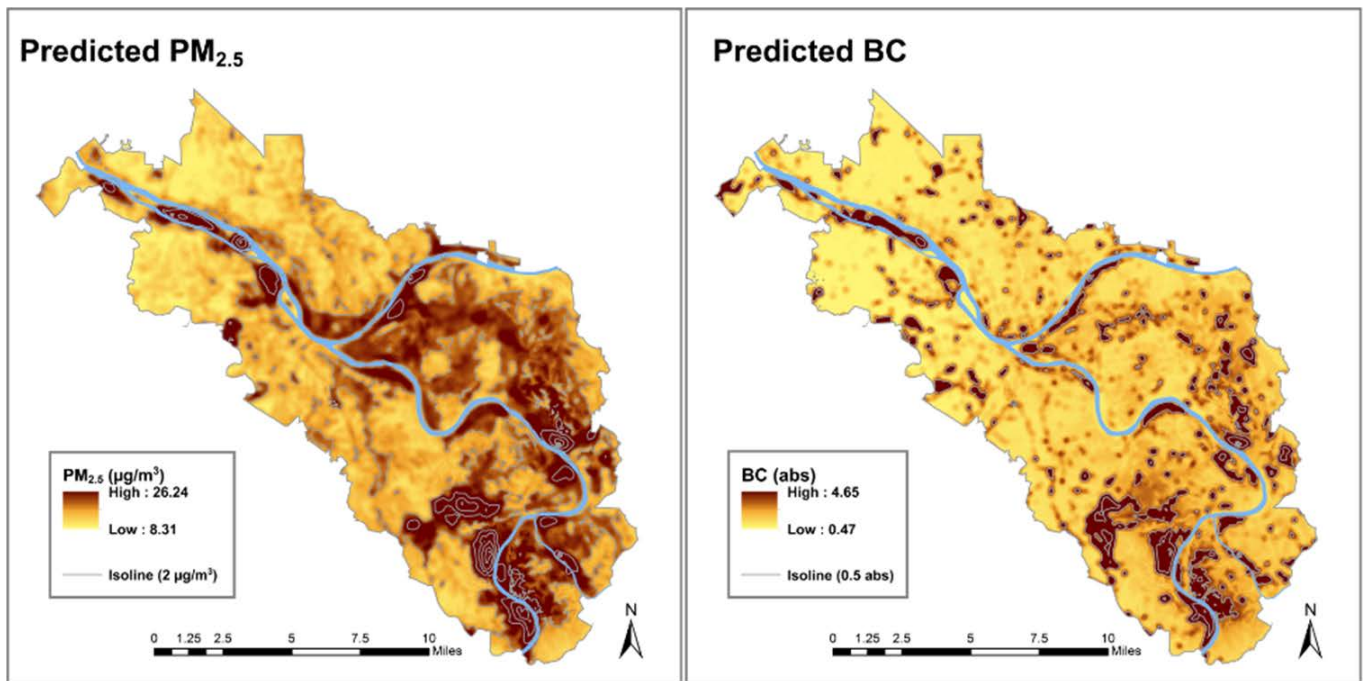 Predicted PM2.5
PM2.5 (µg/m³)
High : 26.24
Low : 8.31
Isoline (2 µg/m³)
0 1.25 2.5 5 7.5 10
Miles
N
Predicted BC
BC (abs)
High : 4.65
Low : 0.47
Isoline (0.5 abs)
0 1.25 2.5 5 7.5 10
Miles
N